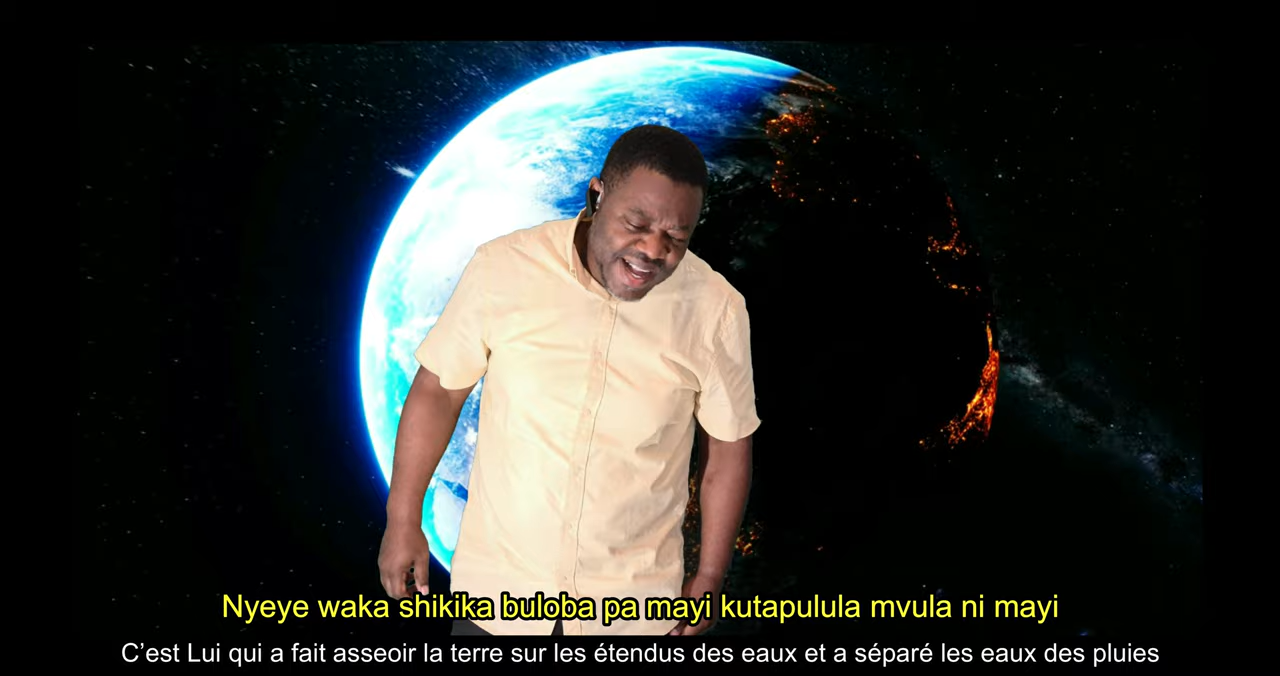 Nyeye waka shikika buloba pa mayi kutapulula mvula ni mayi
C’est Lui qui a fait asseoir la terre sur les étendus des eaux et a séparé les eaux des pluies